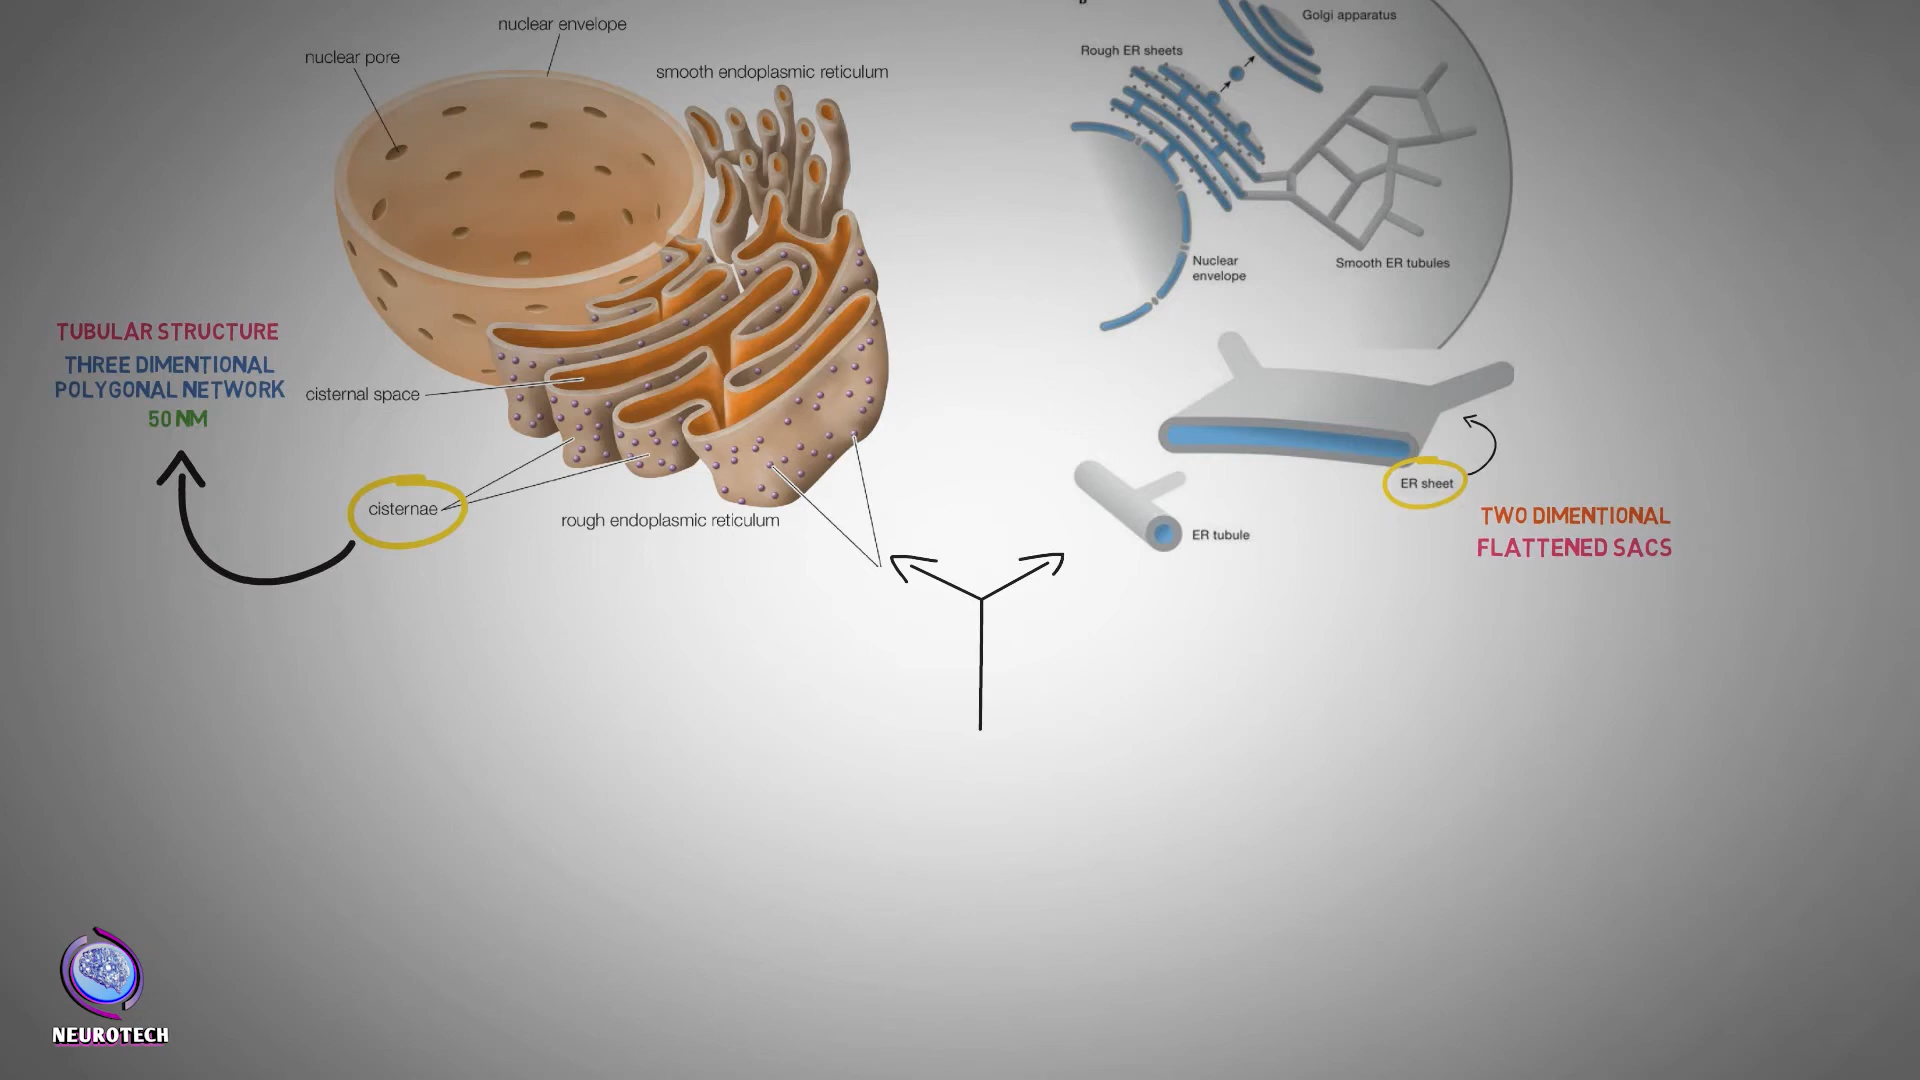 nuclear envelope
nuclear pore
smooth endoplasmic reticulum
TUBULAR STRUCTURE
THREE DIMENTIONAL
POLYGONAL NETWORK
50 NM
cisternal space
cisternae
rough endoplasmic reticulum
Golgi apparatus
Rough ER sheets
Nuclear
envelope
Smooth ER tubules
ER sheet
ER tubule
TWO DIMENTIONAL
FLATTENED SACS
NEUROTECH